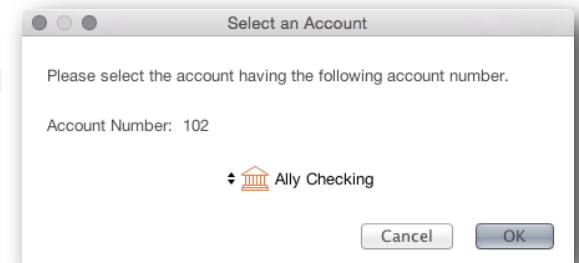 Select an Account
Please select the account having the following account number.
Account Number: 102
Ally Checking
Cancel OK